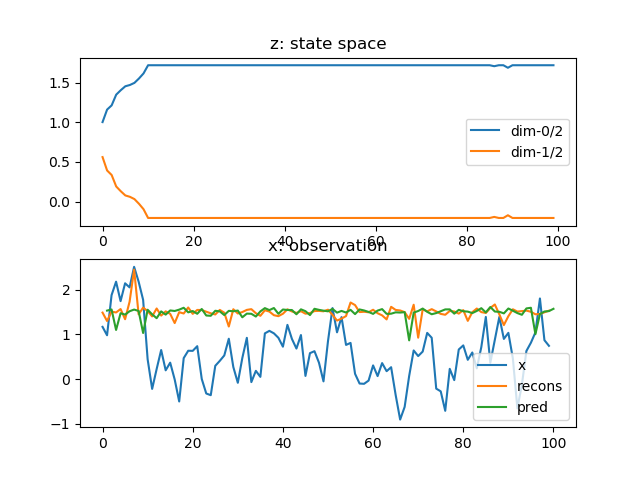 z: state space
1.5
1.0
0.5
0.0
dim-0/2
dim-1/2
0 20 40 60 80 100
x: observation
2
1
0
−1
x
recons
pred
0 20 40 60 80 100